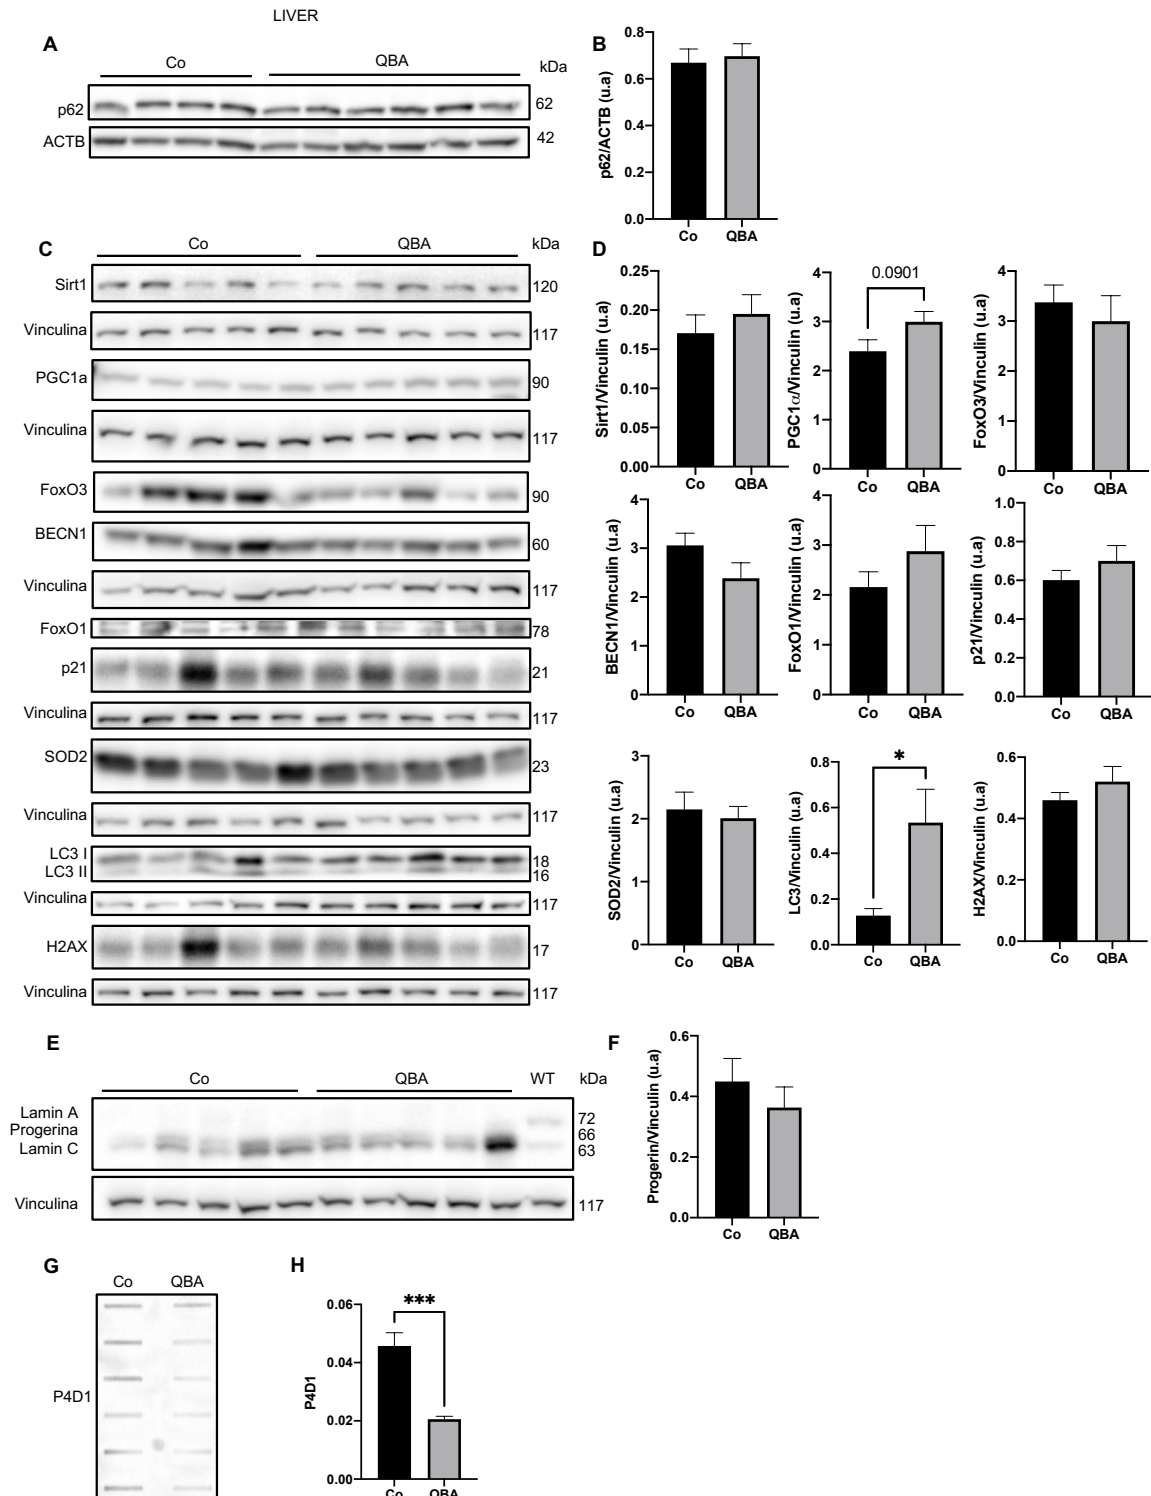 LIVER
A
Co
QBA
kDa
p62
62
ACTB
42
B
p62/ACTB (u.a)
0.8
0.6
0.4
0.2
0.0
Co
QBA
C
Co
QBA
kDa
Sirt1
120
Vinculina
117
PGC1a
90
Vinculina
117
FoxO3
90
BECN1
60
Vinculina
117
FoxO1
78
p21
21
Vinculina
117
SOD2
23
Vinculina
117
LC3 I
18
LC3 II
16
Vinculina
117
H2AX
17
Vinculina
117
D
Sirt1/Vinculin (u.a)
0.25
0.20
0.15
0.10
0.05
0.00
Co
QBA
PGC1α/Vinculin (u.a)
0.0901
4
3
2
1
0
Co
QBA
FoxO3/Vinculin (u.a)
4
3
2
1
0
Co
QBA
BECN1/Vinculin (u.a)
4
3
2
1
0
Co
QBA
FoxO1/Vinculin (u.a)
4
3
2
1
0
Co
QBA
p21/Vinculin (u.a)
1.0
0.8
0.6
0.4
0.2
0.0
Co
QBA
SOD2/Vinculin (u.a)
3
2
1
0
Co
QBA
LC3/Vinculin (u.a)
*
0.8
0.6
0.4
0.2
0.0
Co
QBA
H2AX/Vinculin (u.a)
0.6
0.4
0.2
0.0
Co
QBA
E
Co
QBA
WT
kDa
Lamin A
72
Progerina
66
Lamin C
63
Vinculina
117
F
Progerin/Vinculin (u.a)
0.6
0.4
0.2
0.0
Co
QBA
G
Co
QBA
P4D1
H
P4D1
***
0.06
0.04
0.02
0.00
Co
QBA